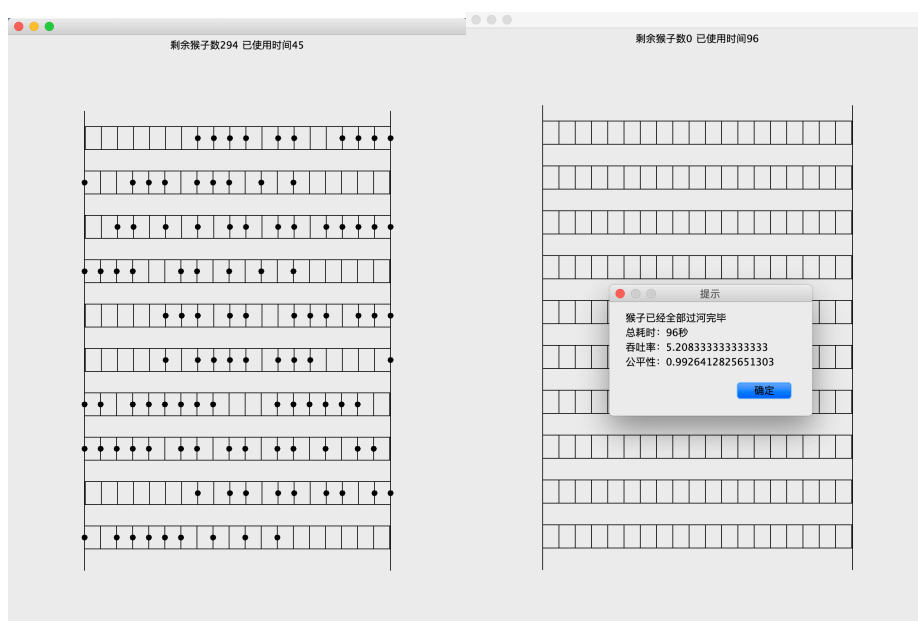 剩余猴子数294 已使用时间45
剩余猴子数0 已使用时间96
提示
猴子已经全部过河完毕
总耗时：96秒
吞吐率：5.208333333333333
公平性：0.9926412825651303
确定